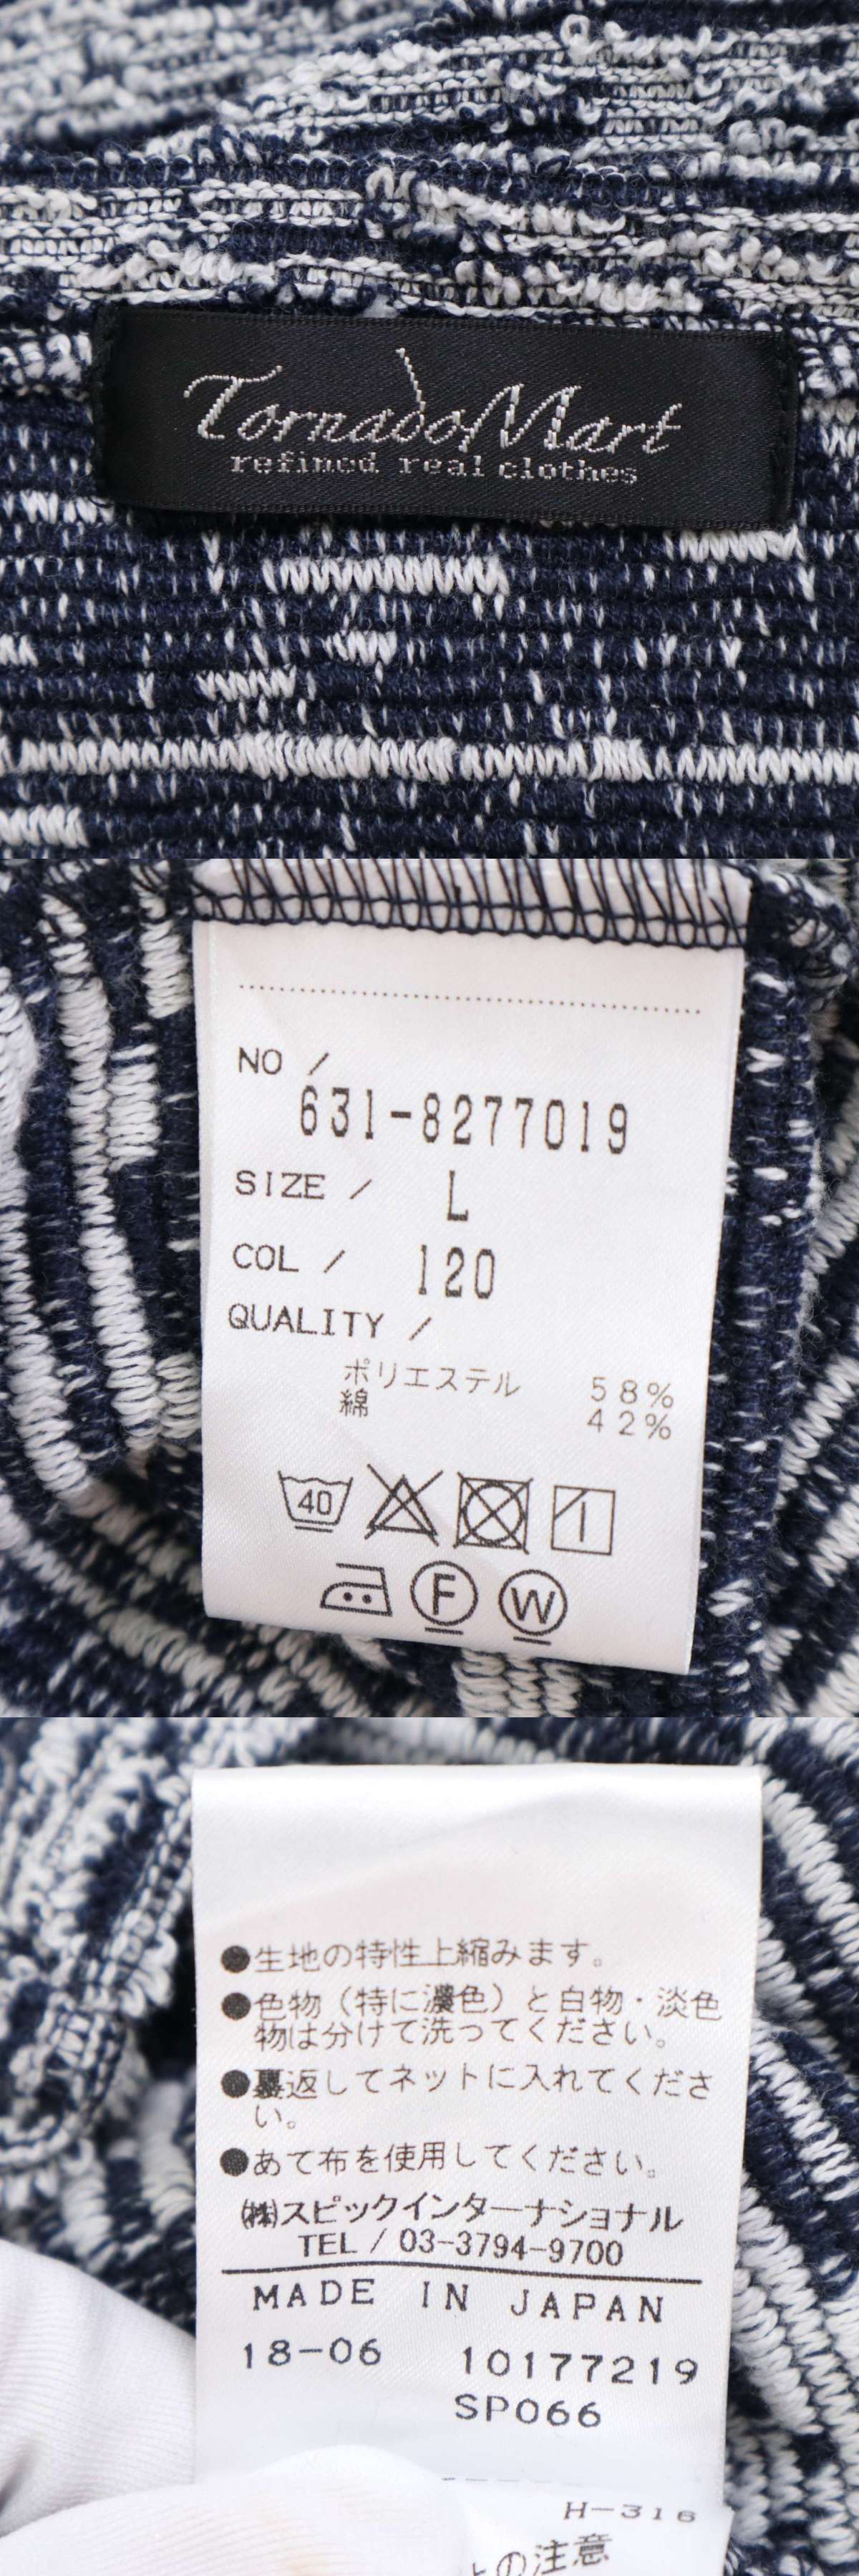 TornadoMart
refined real clothes
NO /
631-8277019
SIZE / L
COL / 120
QUALITY /
ポリエステル 58%
綿 42%
40
F W
●生地の特性上縮みます。
●色物（特に濃色）と白物・淡色
物は分けて洗ってください。
●裏返してネットに入れてくださ
い。
●あて布を使用してください。
㈱スピックインターナショナル
TEL / 03-3794-9700
MADE IN JAPAN
18-06 10177219
SP066
H-316
の注意